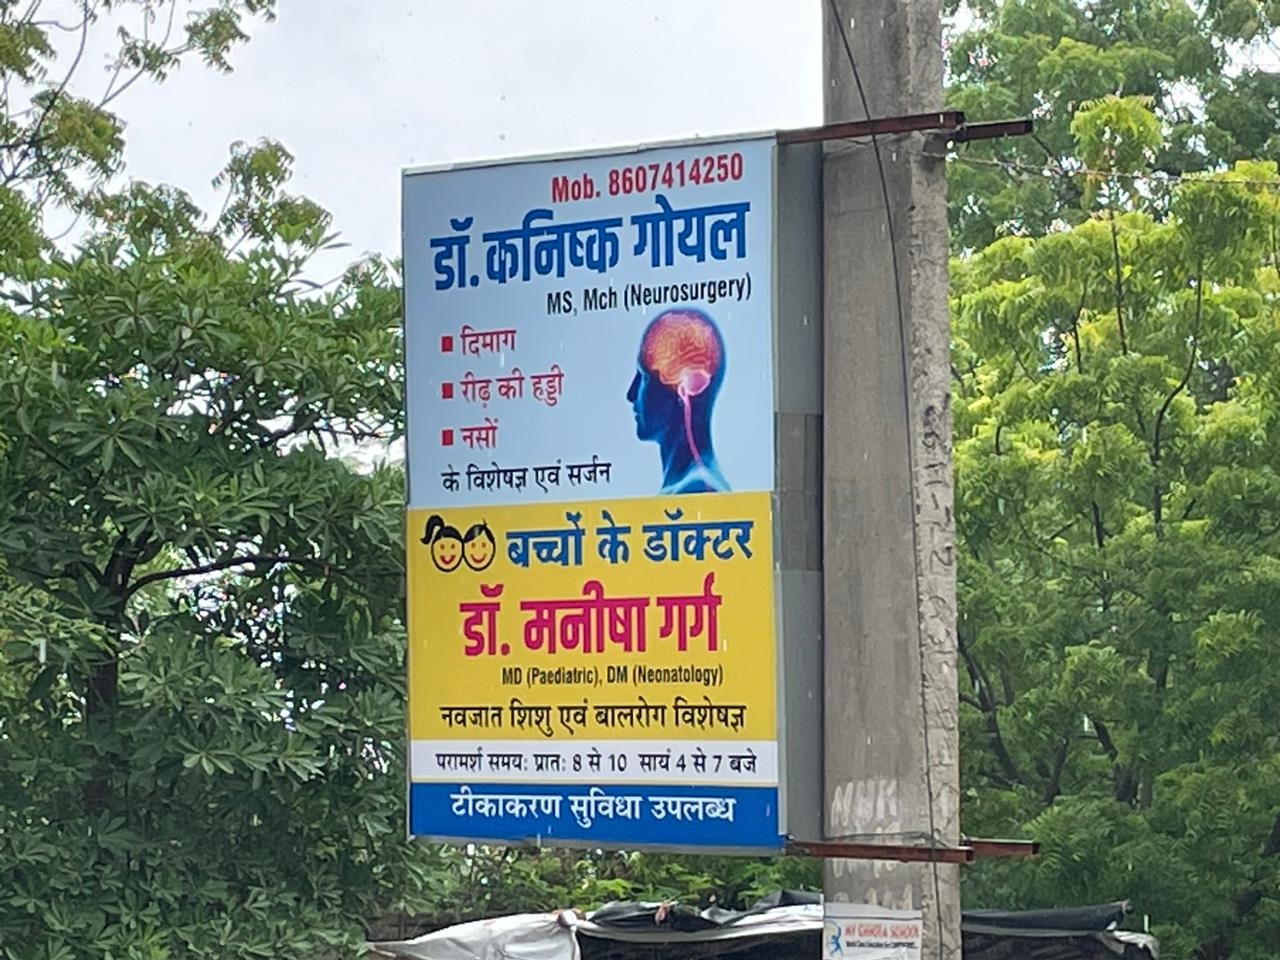 Mob. 8607414250
डॉ. कनिष्क गोयल
MS, Mch (Neurosurgery)
■ दिमाग
■ रीढ़ की हड्डी
■ नसों
के विशेषज्ञ एवं सर्जन
बच्चों के डॉक्टर
डॉ. मनीषा गर्ग
MD (Paediatric), DM (Neonatology)
नवजात शिशु एवं बालरोग विशेषज्ञ
परामर्श समय: प्रात: 8 से 10 सायं 4 से 7 बजे
टीकाकरण सुविधा उपलब्ध
SCHOOL